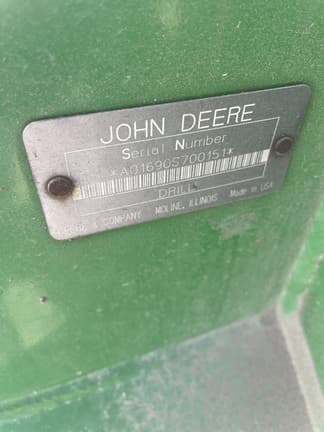 JOHN DEERE
Serial Number
*A01690S700151*
DRILL
& COMPANY MOLINE, ILLINOIS Made in USA